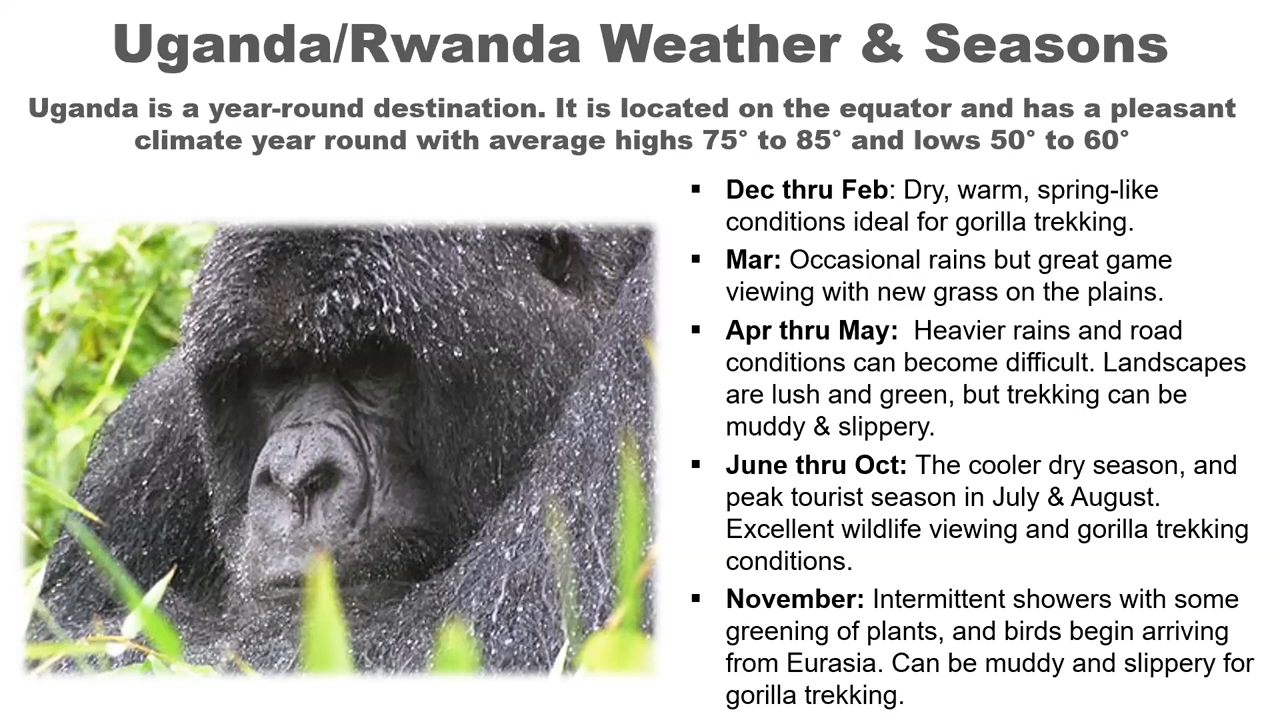 Uganda/Rwanda Weather & Seasons
Uganda is a year-round destination. It is located on the equator and has a pleasant
climate year round with average highs 75° to 85° and lows 50° to 60°
▪ Dec thru Feb: Dry, warm, spring-like
conditions ideal for gorilla trekking.
▪ Mar: Occasional rains but great game
viewing with new grass on the plains.
▪ Apr thru May:  Heavier rains and road
conditions can become difficult. Landscapes
are lush and green, but trekking can be
muddy & slippery.
▪ June thru Oct: The cooler dry season, and
peak tourist season in July & August.
Excellent wildlife viewing and gorilla trekking
conditions.
▪ November: Intermittent showers with some
greening of plants, and birds begin arriving
from Eurasia. Can be muddy and slippery for
gorilla trekking.